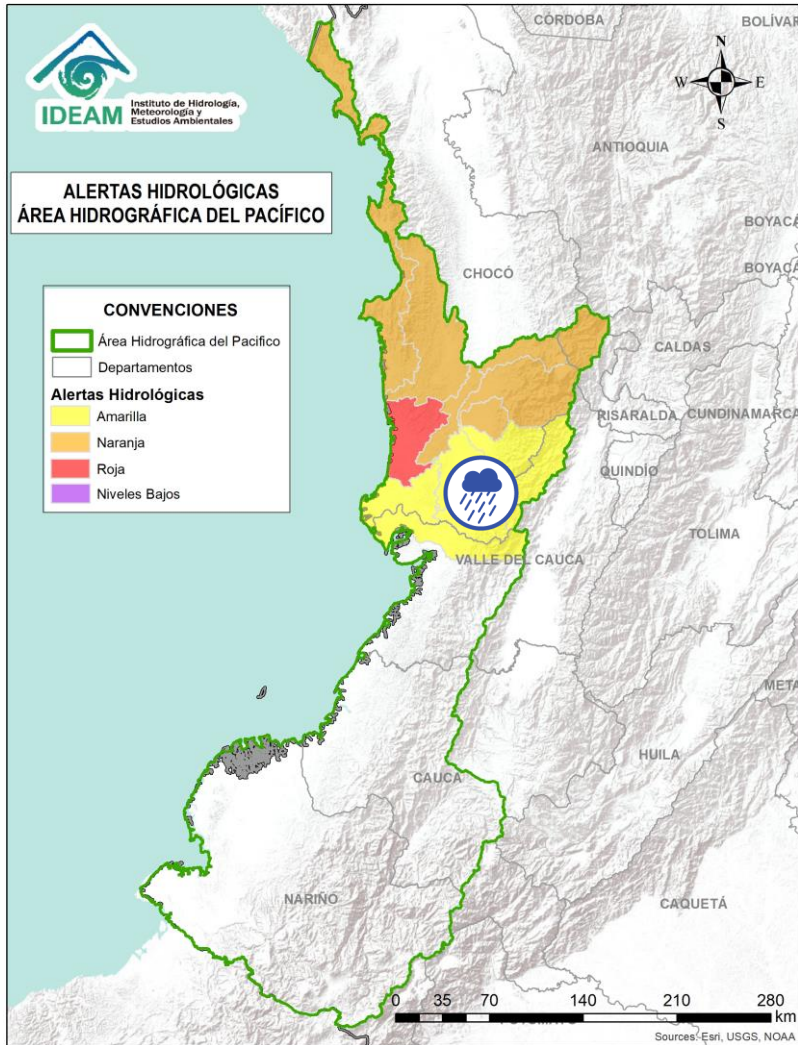 IDEAM
Instituto de Hidrología,
Meteorología y
Estudios Ambientales
ALERTAS HIDROLÓGICAS
ÁREA HIDROGRÁFICA DEL PACÍFICO
CONVENCIONES
Área Hidrográfica del Pacifico
Departamentos
Alertas Hidrológicas
Amarilla
Naranja
Roja
Niveles Bajos
CÓRDOBA
BOLÍVAR
N
W
E
S
ANTIOQUIA
BOYACÁ
CHOCÓ
BOYACÁ
CALDAS
RISARALDA
CUNDINAMARCA
QUINDÍO
TOLIMA
VALLE DEL CAUCA
META
HUILA
CAUCA
NARIÑO
CAQUETÁ
0 35 70 140 210 280
km
Sources: Esri, USGS, NOAA